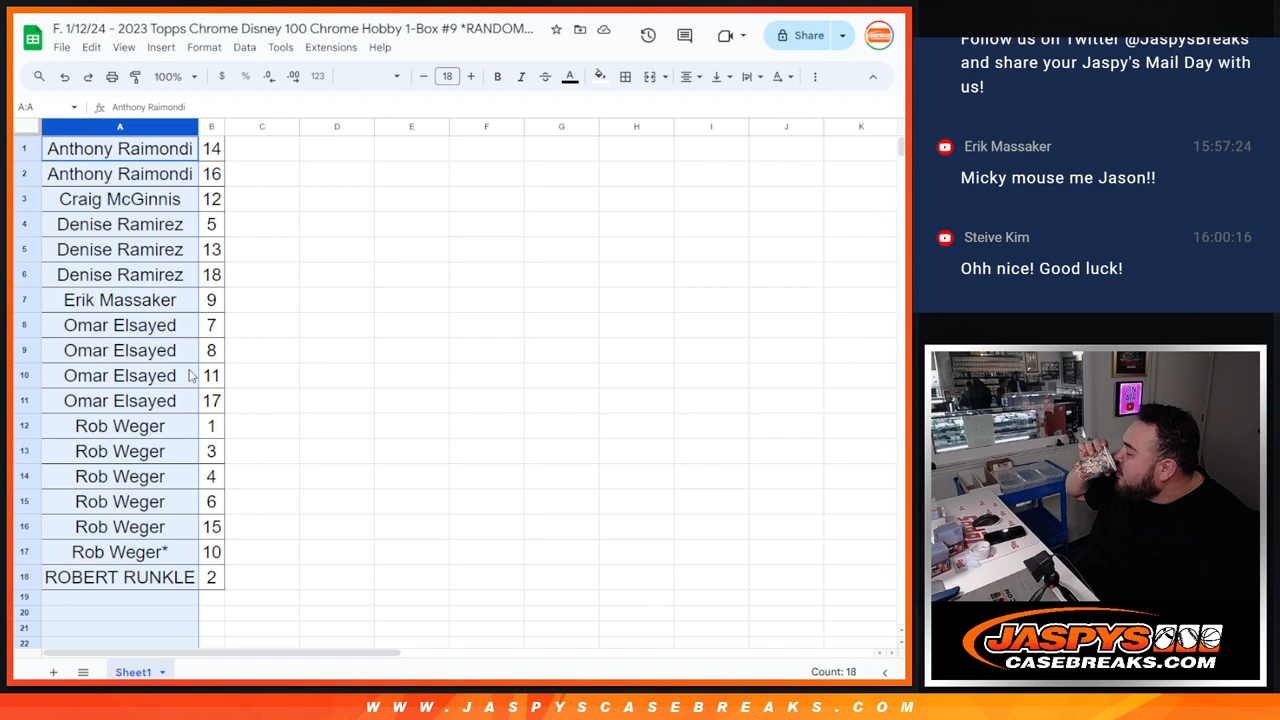 F. 1/12/24 - 2023 Topps Chrome Disney 100 Chrome Hobby 1-Box #9 *RANDOM...
Share
File Edit View Insert Format Data Tools Extensions Help
100% $ % .0 .00 123 18 B I A
A:A fx Anthony Raimondi
A B C D E F G H I J K
1 Anthony Raimondi 14
2 Anthony Raimondi 16
3 Craig McGinnis 12
4 Denise Ramirez 5
5 Denise Ramirez 13
6 Denise Ramirez 18
7 Erik Massaker 9
8 Omar Elsayed 7
9 Omar Elsayed 8
10 Omar Elsayed 11
11 Omar Elsayed 17
12 Rob Weger 1
13 Rob Weger 3
14 Rob Weger 4
15 Rob Weger 6
16 Rob Weger 15
17 Rob Weger* 10
18 ROBERT RUNKLE 2
19
20
21
22
Sheet1
Count: 18
Follow us on Twitter @JaspysBreaks
and share your Jaspy's Mail Day with
us!
Erik Massaker 15:57:24
Micky mouse me Jason!!
Steive Kim 16:00:16
Ohh nice! Good luck!
ON AIR
JASPYS
CASEBREAKS.COM
WWW.JASPYSCASEBREAKS.COM